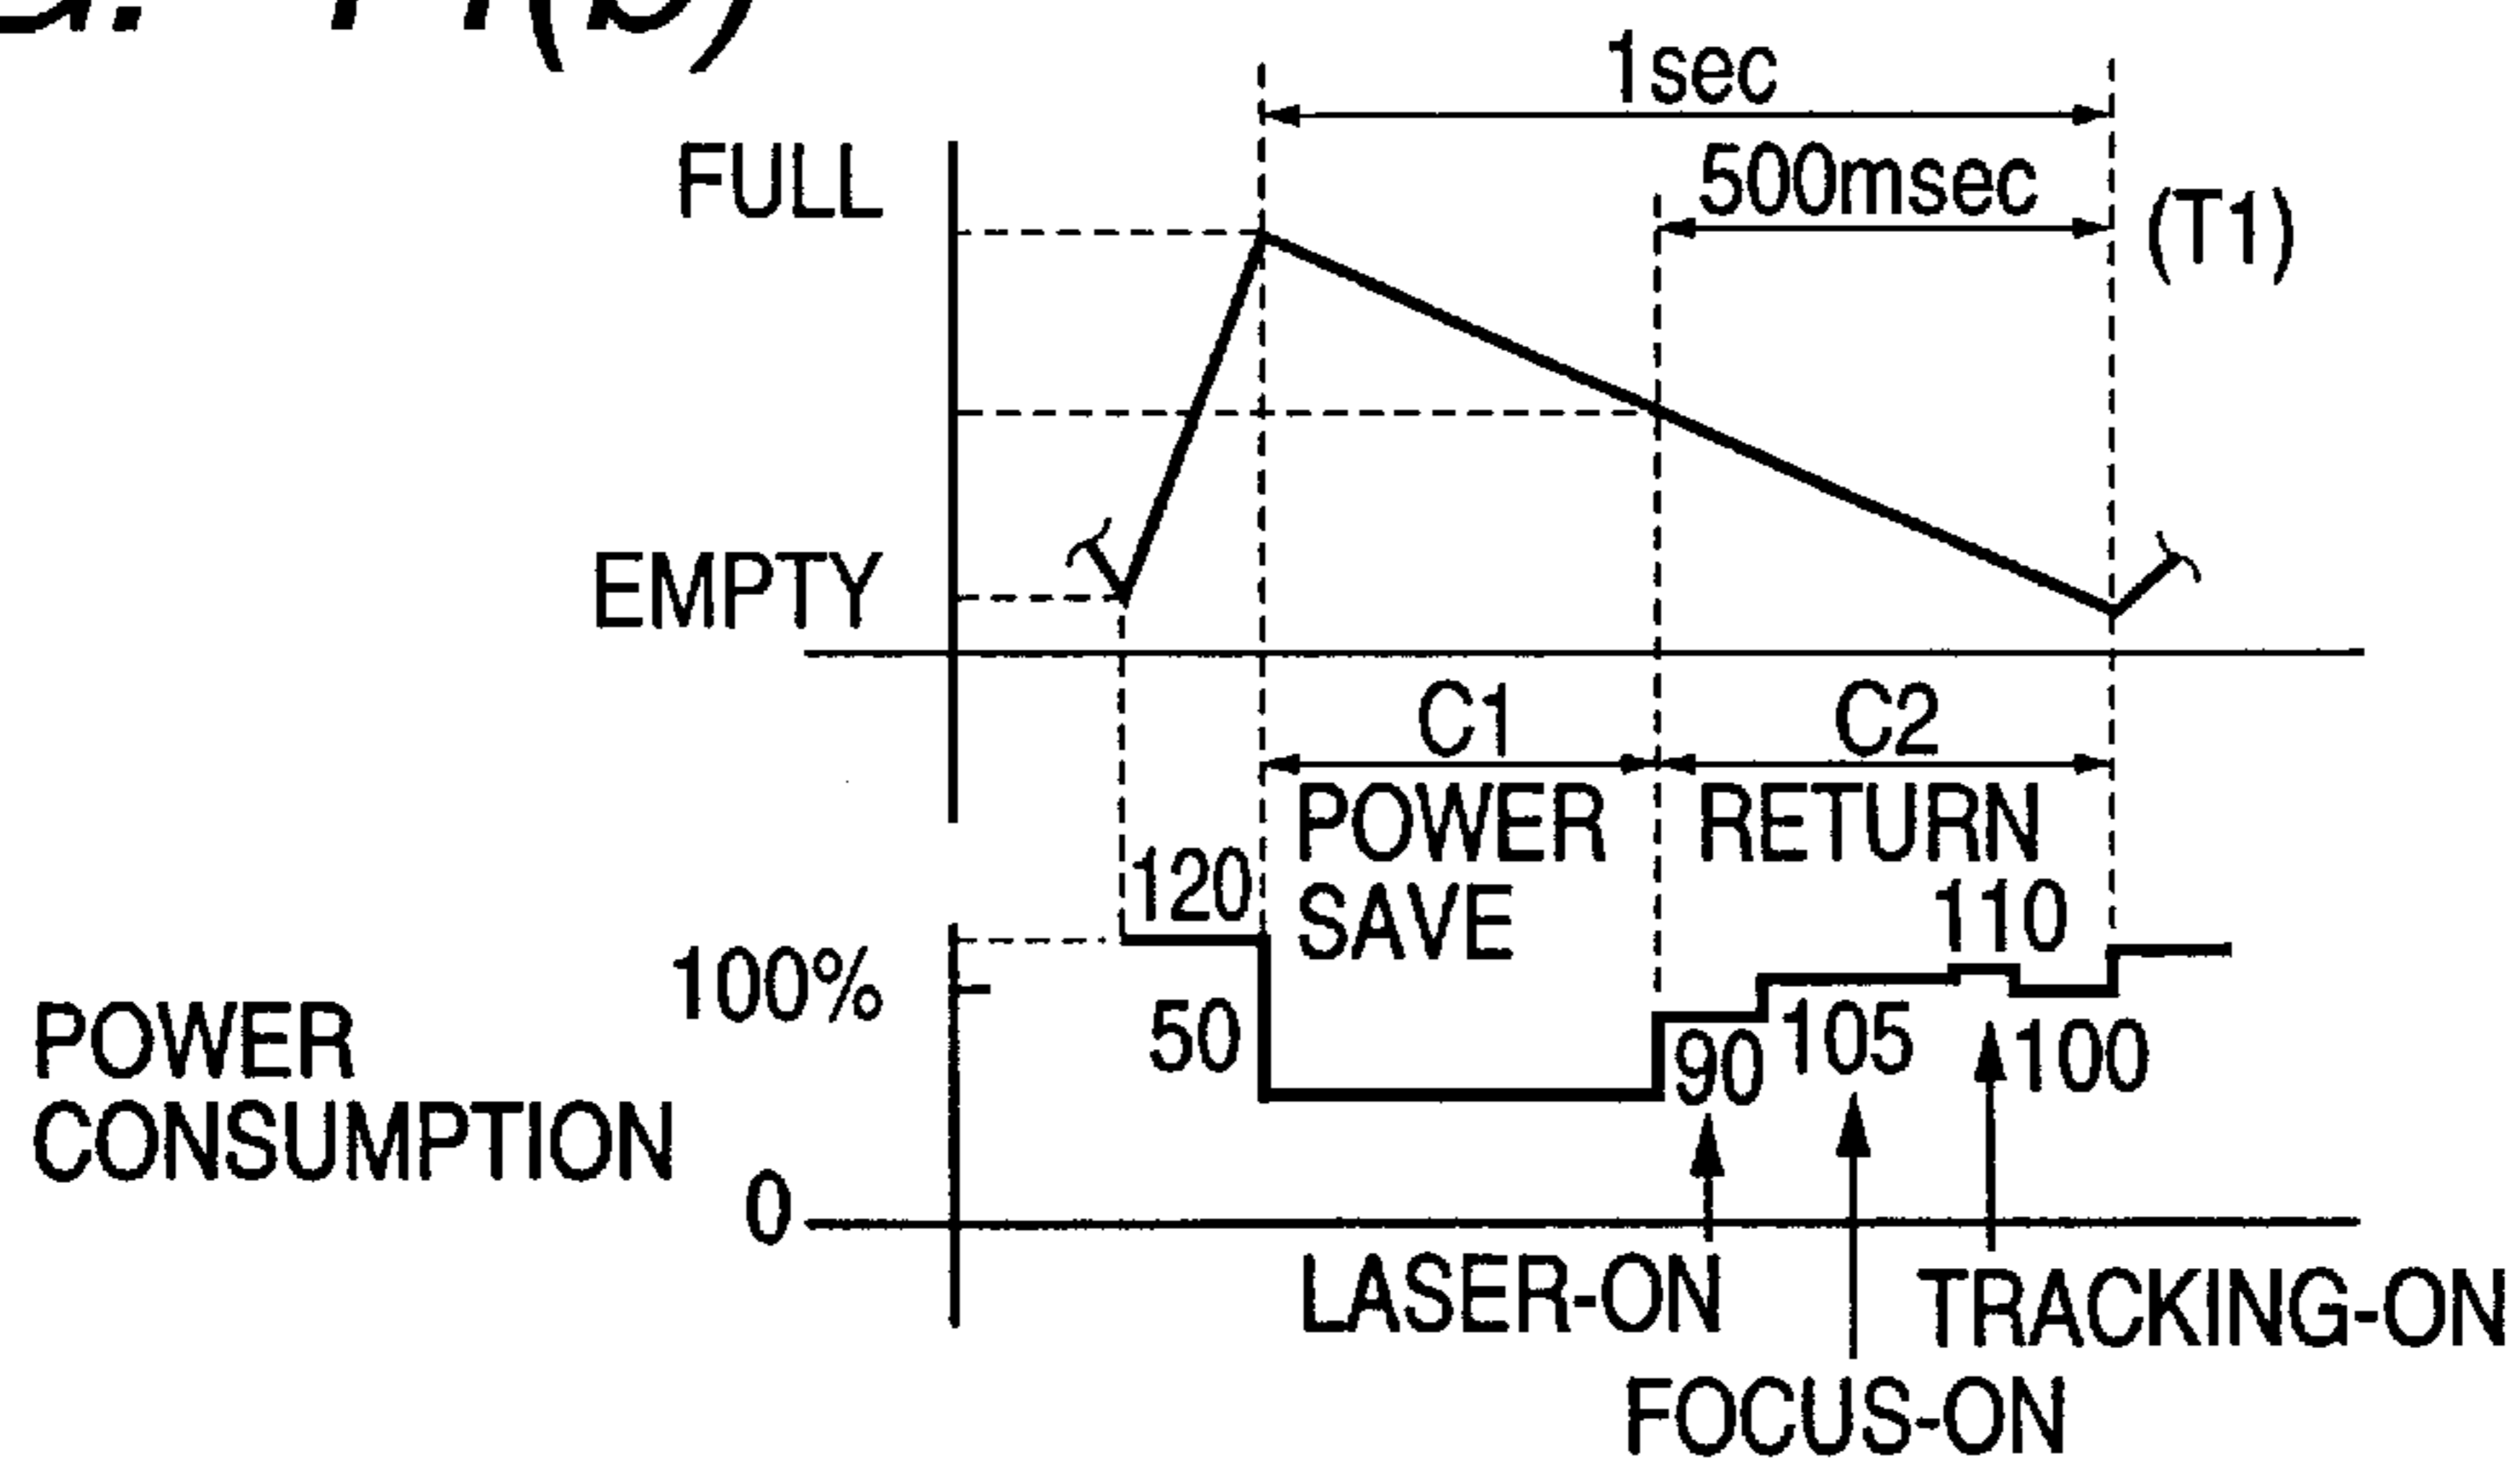 1sec
FULL
500msec
(T1)
EMPTY
C1
C2
POWER
SAVE
RETURN
120
110
100%
50
90
105
100
POWER
CONSUMPTION
0
LASER-ON
TRACKING-ON
FOCUS-ON